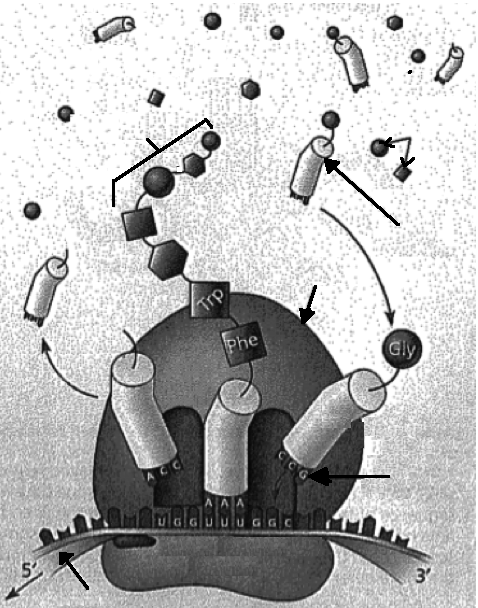 Trp
Phe
Gly
A C C
C C G
A A A
U G G U U U G G C
5'
3'